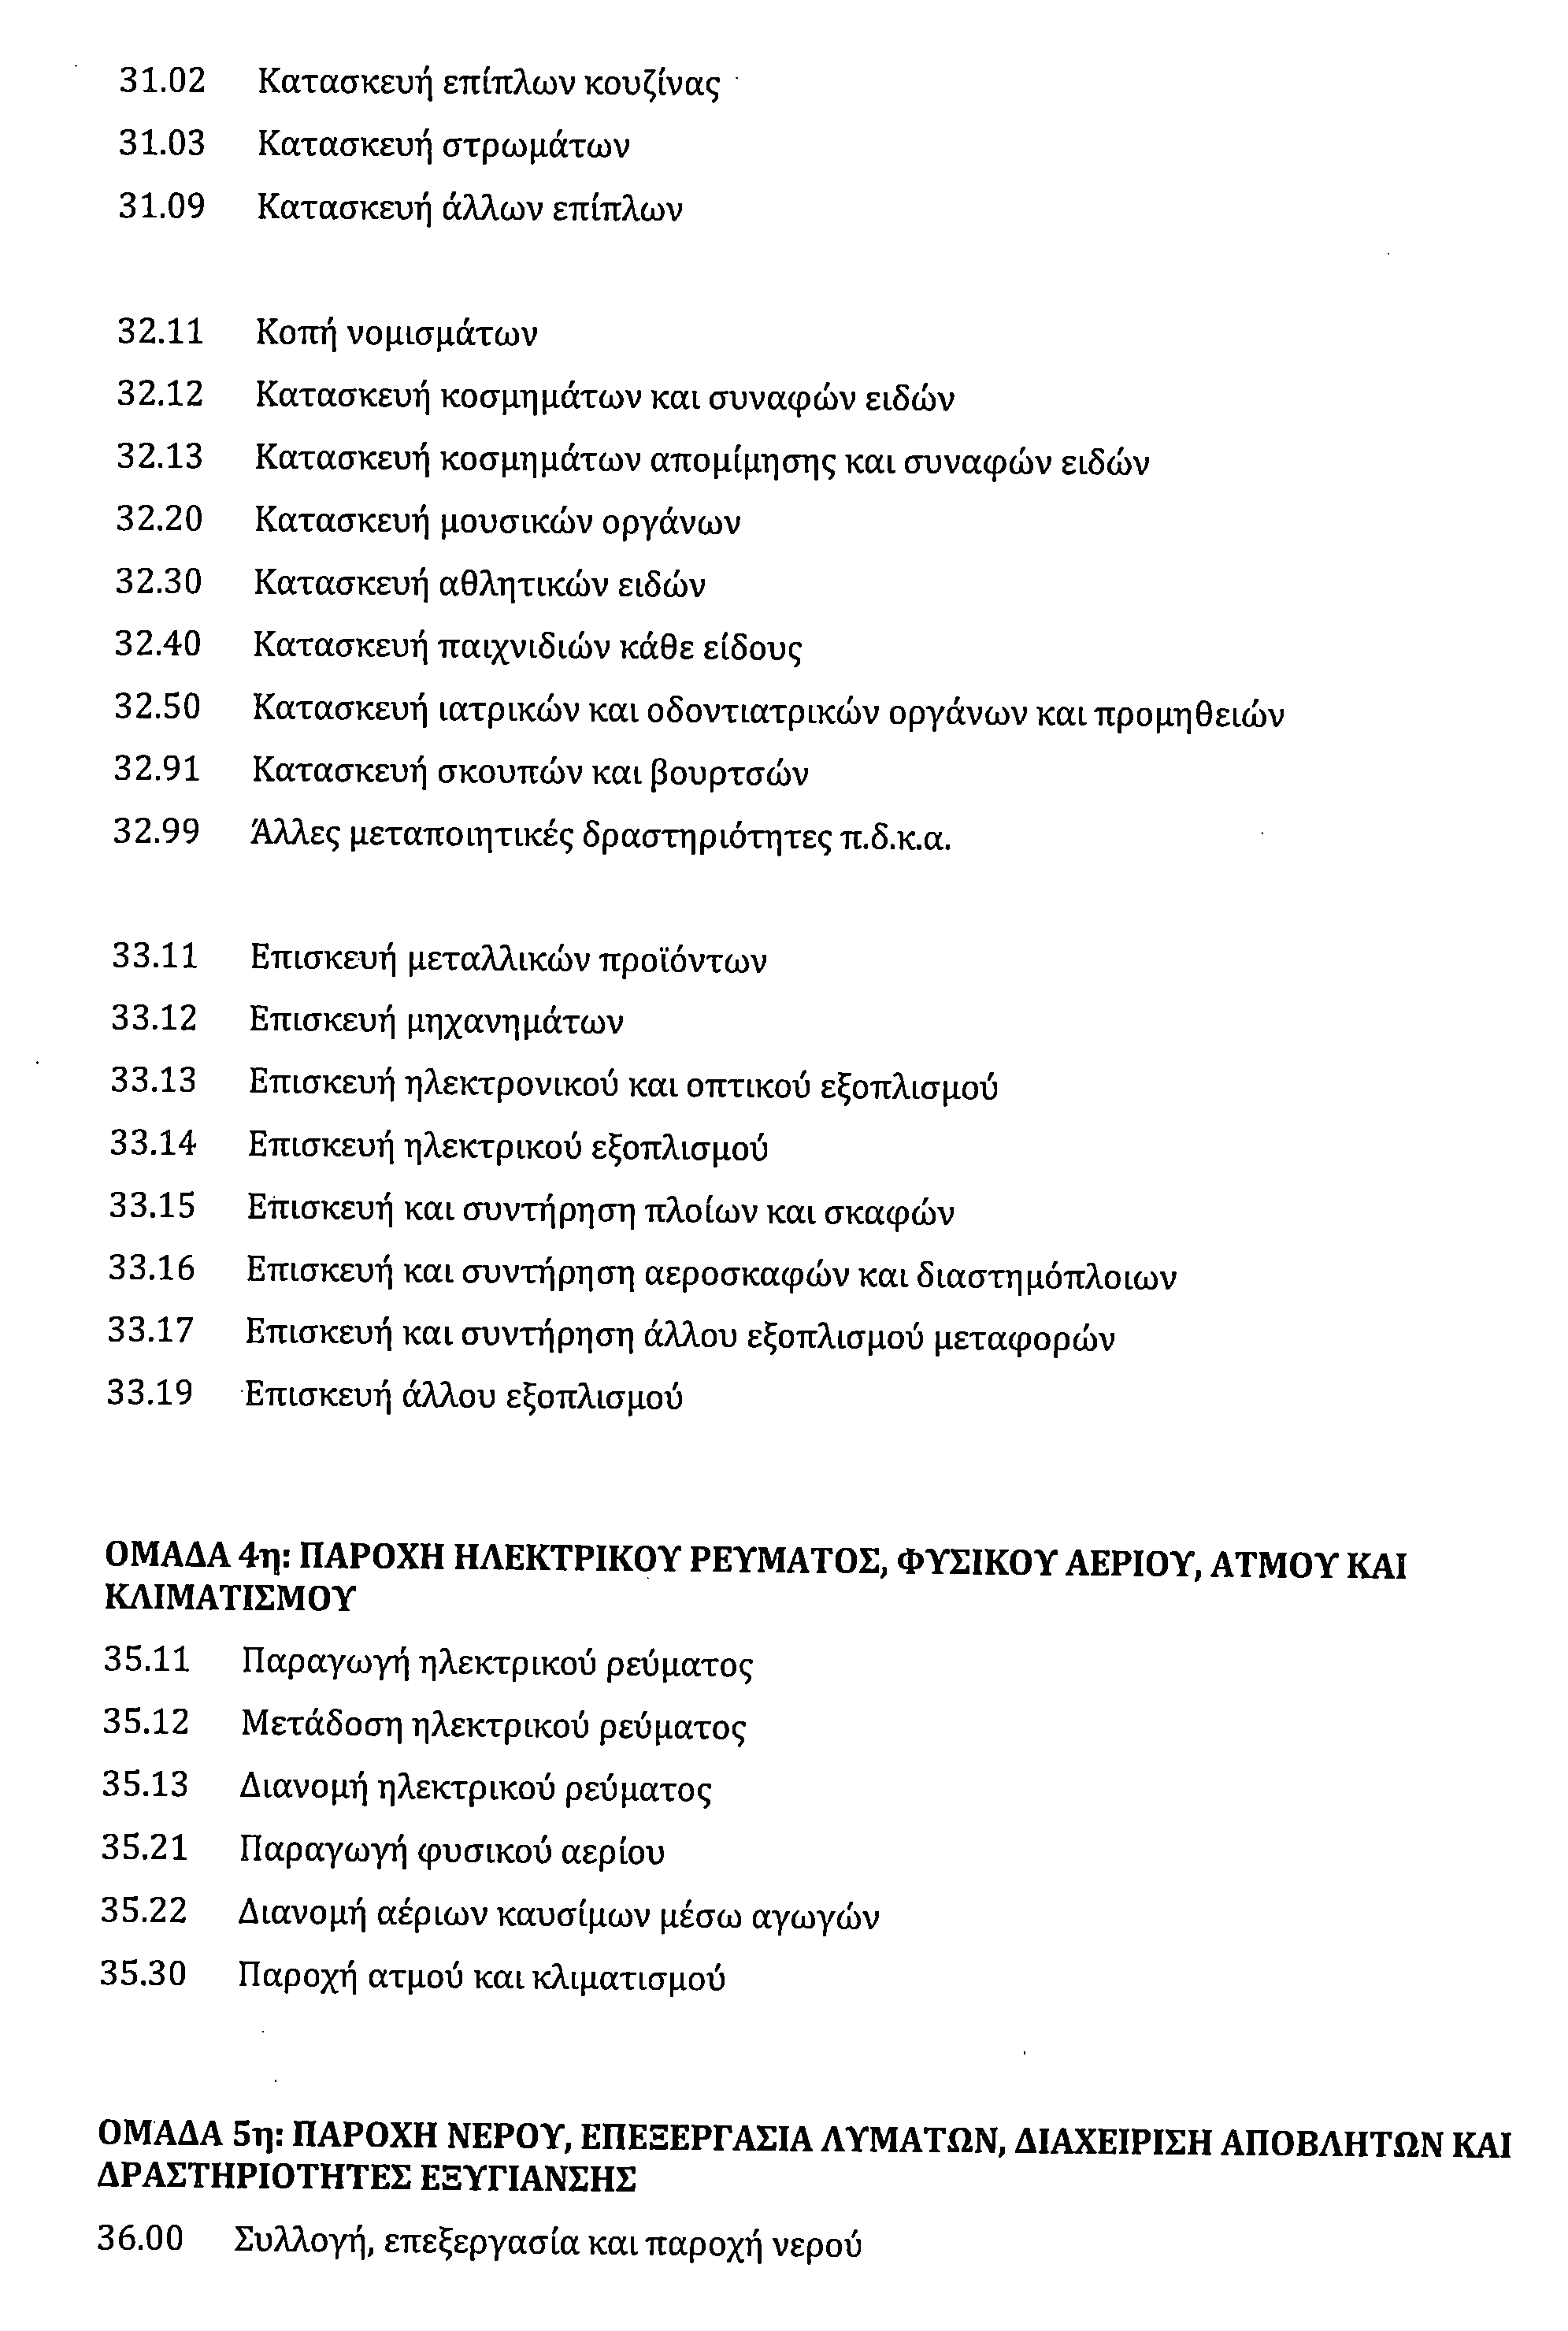 31.02 Κατασκευή επίπλων κουζίνας
31.03 Κατασκευή στρωμάτων
31.09 Κατασκευή άλλων επίπλων
32.11 Κοπή νομισμάτων
32.12 Κατασκευή κοσμημάτων και συναφών ειδών
32.13 Κατασκευή κοσμημάτων απομίμησης και συναφών ειδών
32.20 Κατασκευή μουσικών οργάνων
32.30 Κατασκευή αθλητικών ειδών
32.40 Κατασκευή παιχνιδιών κάθε είδους
32.50 Κατασκευή ιατρικών και οδοντιατρικών οργάνων και προμηθειών
32.91 Κατασκευή σκουπών και βουρτσών
32.99 Άλλες μεταποιητικές δραστηριότητες π.δ.κ.α.
33.11 Επισκευή μεταλλικών προϊόντων
33.12 Επισκευή μηχανημάτων
33.13 Επισκευή ηλεκτρονικού και οπτικού εξοπλισμού
33.14 Επισκευή ηλεκτρικού εξοπλισμού
33.15 Επισκευή και συντήρηση πλοίων και σκαφών
33.16 Επισκευή και συντήρηση αεροσκαφών και διαστημόπλοιων
33.17 Επισκευή και συντήρηση άλλου εξοπλισμού μεταφορών
33.19 Επισκευή άλλου εξοπλισμού
ΟΜΑΔΑ 4η: ΠΑΡΟΧΗ ΗΛΕΚΤΡΙΚΟΥ ΡΕΥΜΑΤΟΣ, ΦΥΣΙΚΟΥ ΑΕΡΙΟΥ, ΑΤΜΟΥ ΚΑΙ
ΚΛΙΜΑΤΙΣΜΟΥ
35.11 Παραγωγή ηλεκτρικού ρεύματος
35.12 Μετάδοση ηλεκτρικού ρεύματος
35.13 Διανομή ηλεκτρικού ρεύματος
35.21 Παραγωγή φυσικού αερίου
35.22 Διανομή αέριων καυσίμων μέσω αγωγών
35.30 Παροχή ατμού και κλιματισμού
ΟΜΑΔΑ 5η: ΠΑΡΟΧΗ ΝΕΡΟΥ, ΕΠΕΞΕΡΓΑΣΙΑ ΛΥΜΑΤΩΝ, ΔΙΑΧΕΙΡΙΣΗ ΑΠΟΒΛΗΤΩΝ ΚΑΙ
ΔΡΑΣΤΗΡΙΟΤΗΤΕΣ ΕΞΥΓΙΑΝΣΗΣ
36.00 Συλλογή, επεξεργασία και παροχή νερού